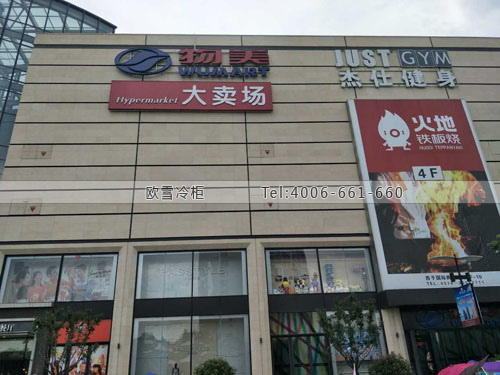 物美
WUMART
Hypermarket 大卖场
JUST GYM
杰仕健身
火地
铁板烧
HUODI TEPPANYAKI
4F
欧雪冷柜 Tel:4006-661-660